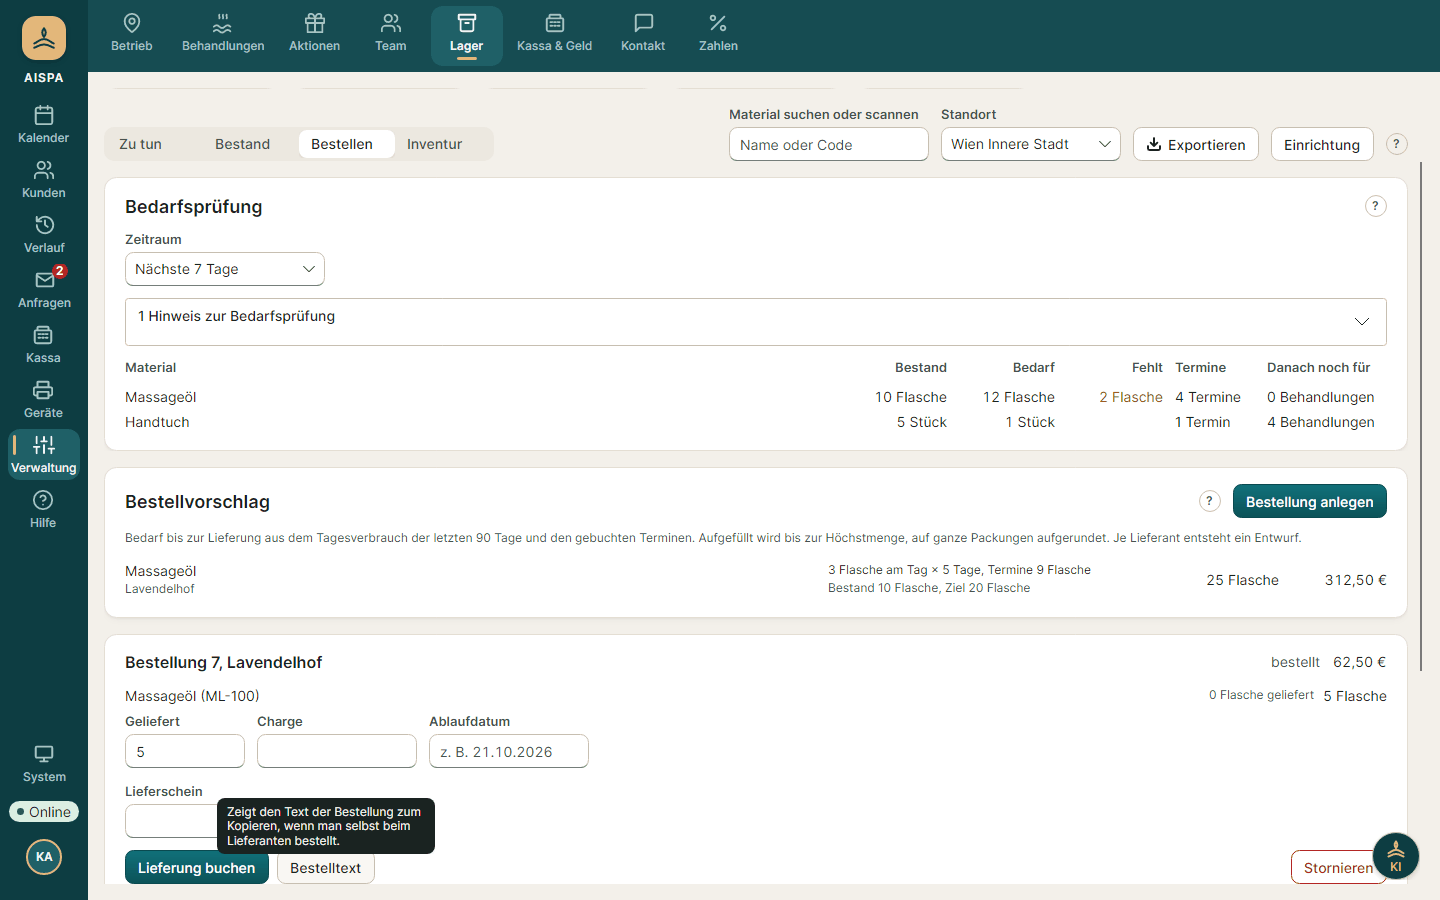 AISPA
Kalender
Kunden
Verlauf
2
Anfragen
Kassa
Geräte
Verwaltung
Hilfe
System
Online
KA
Betrieb
Behandlungen
Aktionen
Team
Lager
Kassa & Geld
Kontakt
Zahlen
Zu tun
Bestand
Bestellen
Inventur
Material suchen oder scannen
Name oder Code
Standort
Wien Innere Stadt
Exportieren
Einrichtung
?
Bedarfsprüfung
?
Zeitraum
Nächste 7 Tage
1 Hinweis zur Bedarfsprüfung
Material Bestand Bedarf Fehlt Termine Danach noch für
Massageöl 10 Flasche 12 Flasche 2 Flasche 4 Termine 0 Behandlungen
Handtuch 5 Stück 1 Stück 1 Termin 4 Behandlungen
Bestellvorschlag
?
Bestellung anlegen
Bedarf bis zur Lieferung aus dem Tagesverbrauch der letzten 90 Tage und den gebuchten Terminen. Aufgefüllt wird bis zur Höchstmenge, auf ganze Packungen aufgerundet. Je Lieferant entsteht ein Entwurf.
Massageöl
Lavendelhof
3 Flasche am Tag × 5 Tage, Termine 9 Flasche
Bestand 10 Flasche, Ziel 20 Flasche
25 Flasche
312,50 €
Bestellung 7, Lavendelhof
bestellt 62,50 €
Massageöl (ML-100)
0 Flasche geliefert 5 Flasche
Geliefert Charge Ablaufdatum
5
z. B. 21.10.2026
Lieferschein
Zeigt den Text der Bestellung zum
Kopieren, wenn man selbst beim
Lieferanten bestellt.
Lieferung buchen
Bestelltext
Stornieren
KI